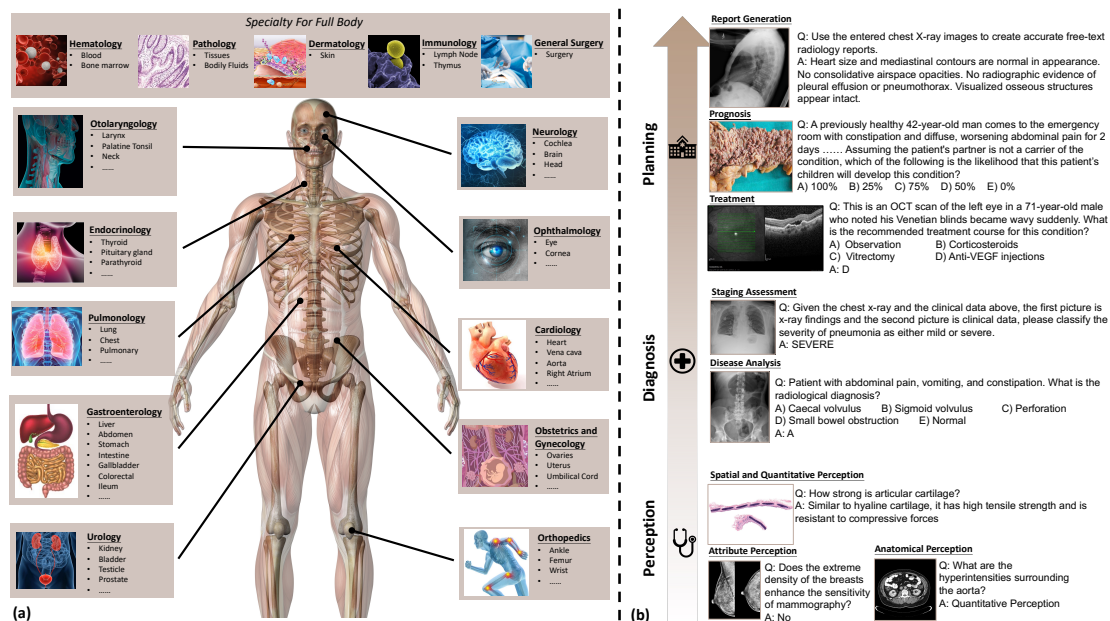 Specialty For Full Body
Hematology
• Blood
• Bone marrow
Pathology
• Tissues
• Bodily Fluids
Dermatology
• Skin
Immunology
• Lymph Node
• Thymus
General Surgery
• Surgery
Otolaryngology
• Larynx
• Palatine Tonsil
• Neck
• ......
Endocrinology
• Thyroid
• Pituitary gland
• Parathyroid
• ......
Pulmonology
• Lung
• Chest
• Pulmonary
• ......
Gastroenterology
• Liver
• Abdomen
• Stomach
• Intestine
• Gallbladder
• Colorectal
• Ileum
• ......
Urology
• Kidney
• Bladder
• Testicle
• Prostate
• ......
Neurology
• Cochlea
• Brain
• Head
• ......
Ophthalmology
• Eye
• Cornea
• ......
Cardiology
• Heart
• Vena cava
• Aorta
• Right Atrium
• ......
Obstetrics and
Gynecology
• Ovaries
• Uterus
• Umbilical Cord
• ......
Orthopedics
• Ankle
• Femur
• Wrist
• ......
(a)
Planning
Diagnosis
Perception
Report Generation
Q: Use the entered chest X-ray images to create accurate free-text
radiology reports.
A: Heart size and mediastinal contours are normal in appearance.
No consolidative airspace opacities. No radiographic evidence of
pleural effusion or pneumothorax. Visualized osseous structures
appear intact.
Prognosis
Q: A previously healthy 42-year-old man comes to the emergency
room with constipation and diffuse, worsening abdominal pain for 2
days ...... Assuming the patient's partner is not a carrier of the
condition, which of the following is the likelihood that this patient's
children will develop this condition?
A) 100% B) 25% C) 75% D) 50% E) 0%
Treatment
Q: This is an OCT scan of the left eye in a 71-year-old male
who noted his Venetian blinds became wavy suddenly. What
is the recommended treatment course for this condition?
A) Observation B) Corticosteroids
C) Vitrectomy D) Anti-VEGF injections
A: D
Staging Assessment
Q: Given the chest x-ray and the clinical data above, the first picture is
x-ray findings and the second picture is clinical data, please classify the
severity of pneumonia as either mild or severe.
A: SEVERE
Disease Analysis
Q: Patient with abdominal pain, vomiting, and constipation. What is the
radiological diagnosis?
A) Caecal volvulus B) Sigmoid volvulus C) Perforation
D) Small bowel obstruction E) Normal
A: A
Spatial and Quantitative Perception
Q: How strong is articular cartilage?
A: Similar to hyaline cartilage, it has high tensile strength and is
resistant to compressive forces
Attribute Perception
Q: Does the extreme
density of the breasts
enhance the sensitivity
of mammography?
A: No
Anatomical Perception
Q: What are the
hyperintensities surrounding
the aorta?
A: Quantitative Perception
(b)